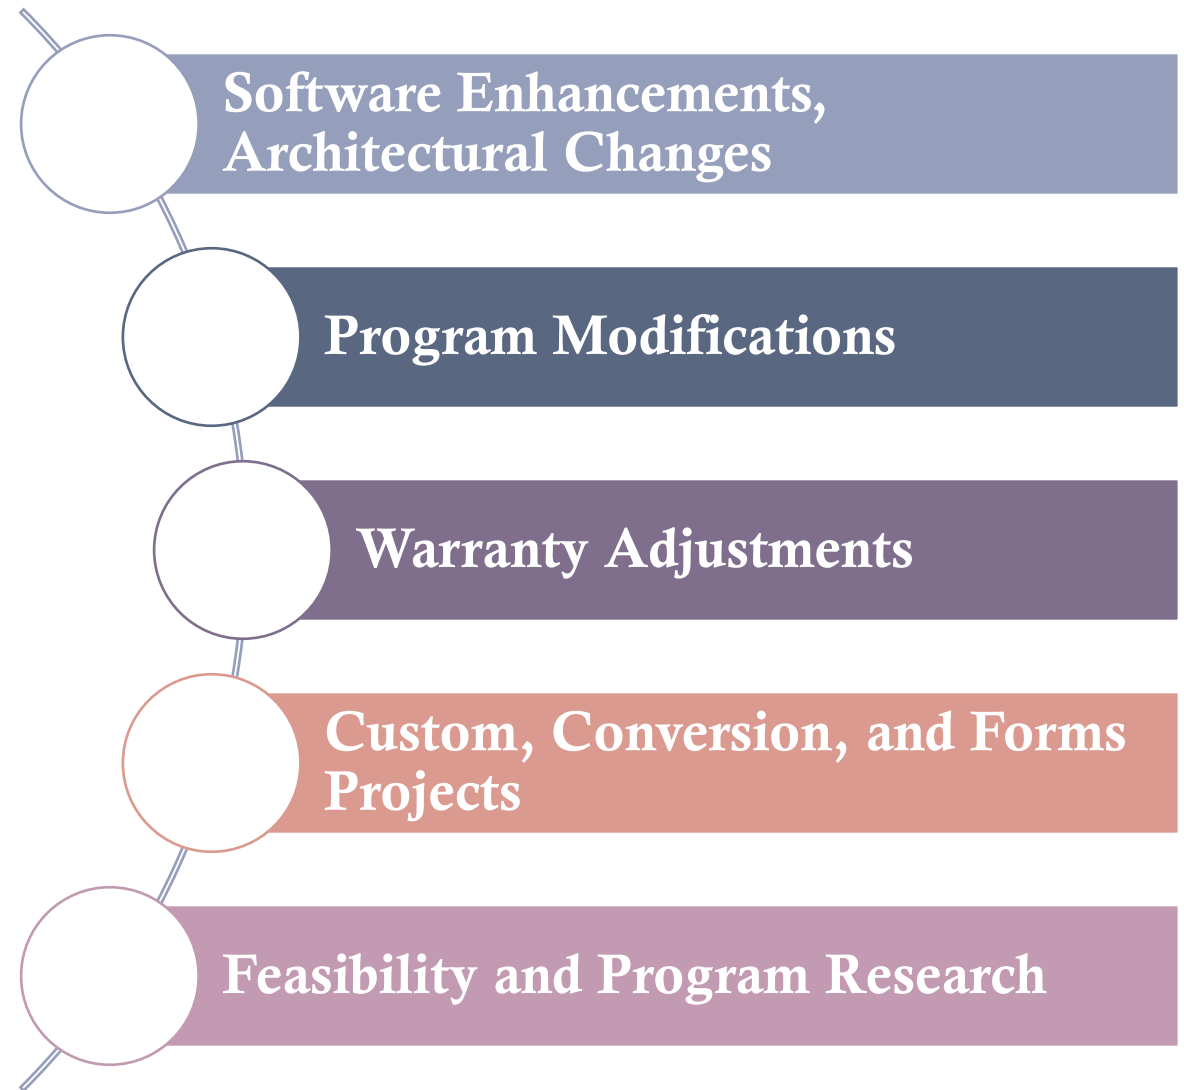 Software Enhancements,
Architectural Changes
Program Modifications
Warranty Adjustments
Custom, Conversion, and Forms
Projects
Feasibility and Program Research